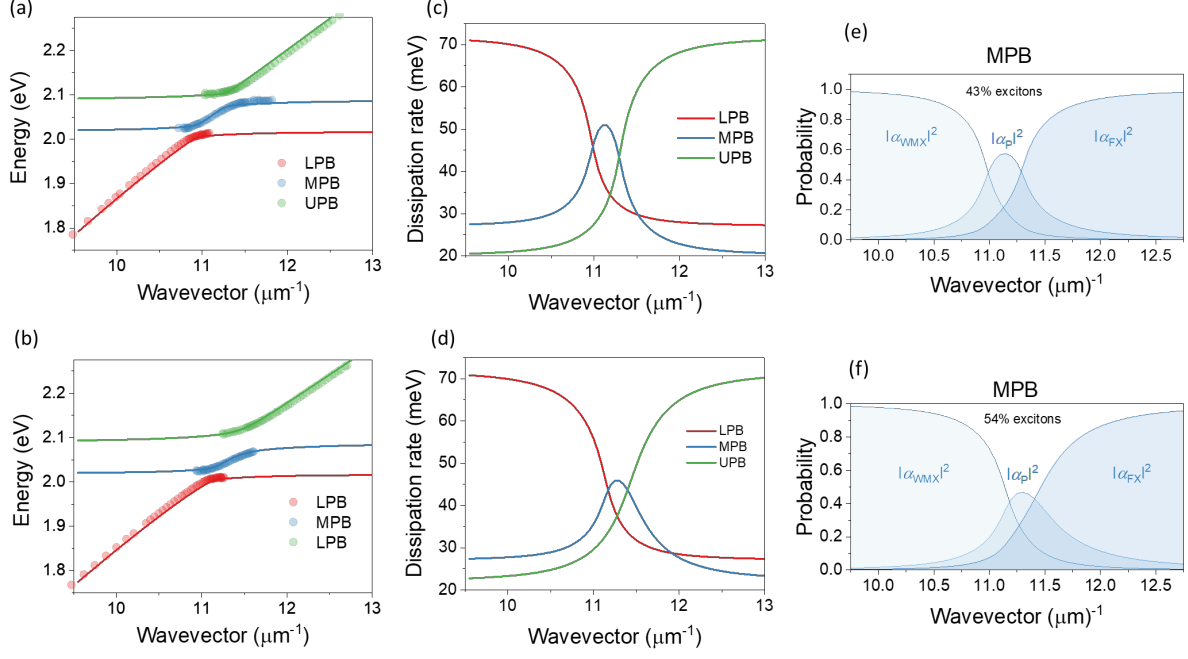 (a)
Energy (eV)
2.2
2.1
2.0
1.9
1.8
LPB
MPB
UPB
10
11
12
13
Wavevector (μm-1)
(c)
Dissipation rate (meV)
70
60
50
40
30
20
LPB
MPB
UPB
10
11
12
13
Wavevector (μm-1)
(e)
MPB
43% excitons
Probability
1.0
0.8
0.6
0.4
0.2
0.0
|αWMX|2
|αP|2
|αFX|2
10.0
10.5
11.0
11.5
12.0
12.5
Wavevector (μm)-1
(b)
Energy (eV)
2.2
2.1
2.0
1.9
1.8
LPB
MPB
LPB
10
11
12
13
Wavevector (μm-1)
(d)
Dissipation rate (meV)
70
60
50
40
30
20
LPB
MPB
UPB
10
11
12
13
Wavevector (μm-1)
(f)
MPB
54% excitons
Probability
1.0
0.8
0.6
0.4
0.2
0.0
|αWMX|2
|αP|2
|αFX|2
10.0
10.5
11.0
11.5
12.0
12.5
Wavevector (μm)-1